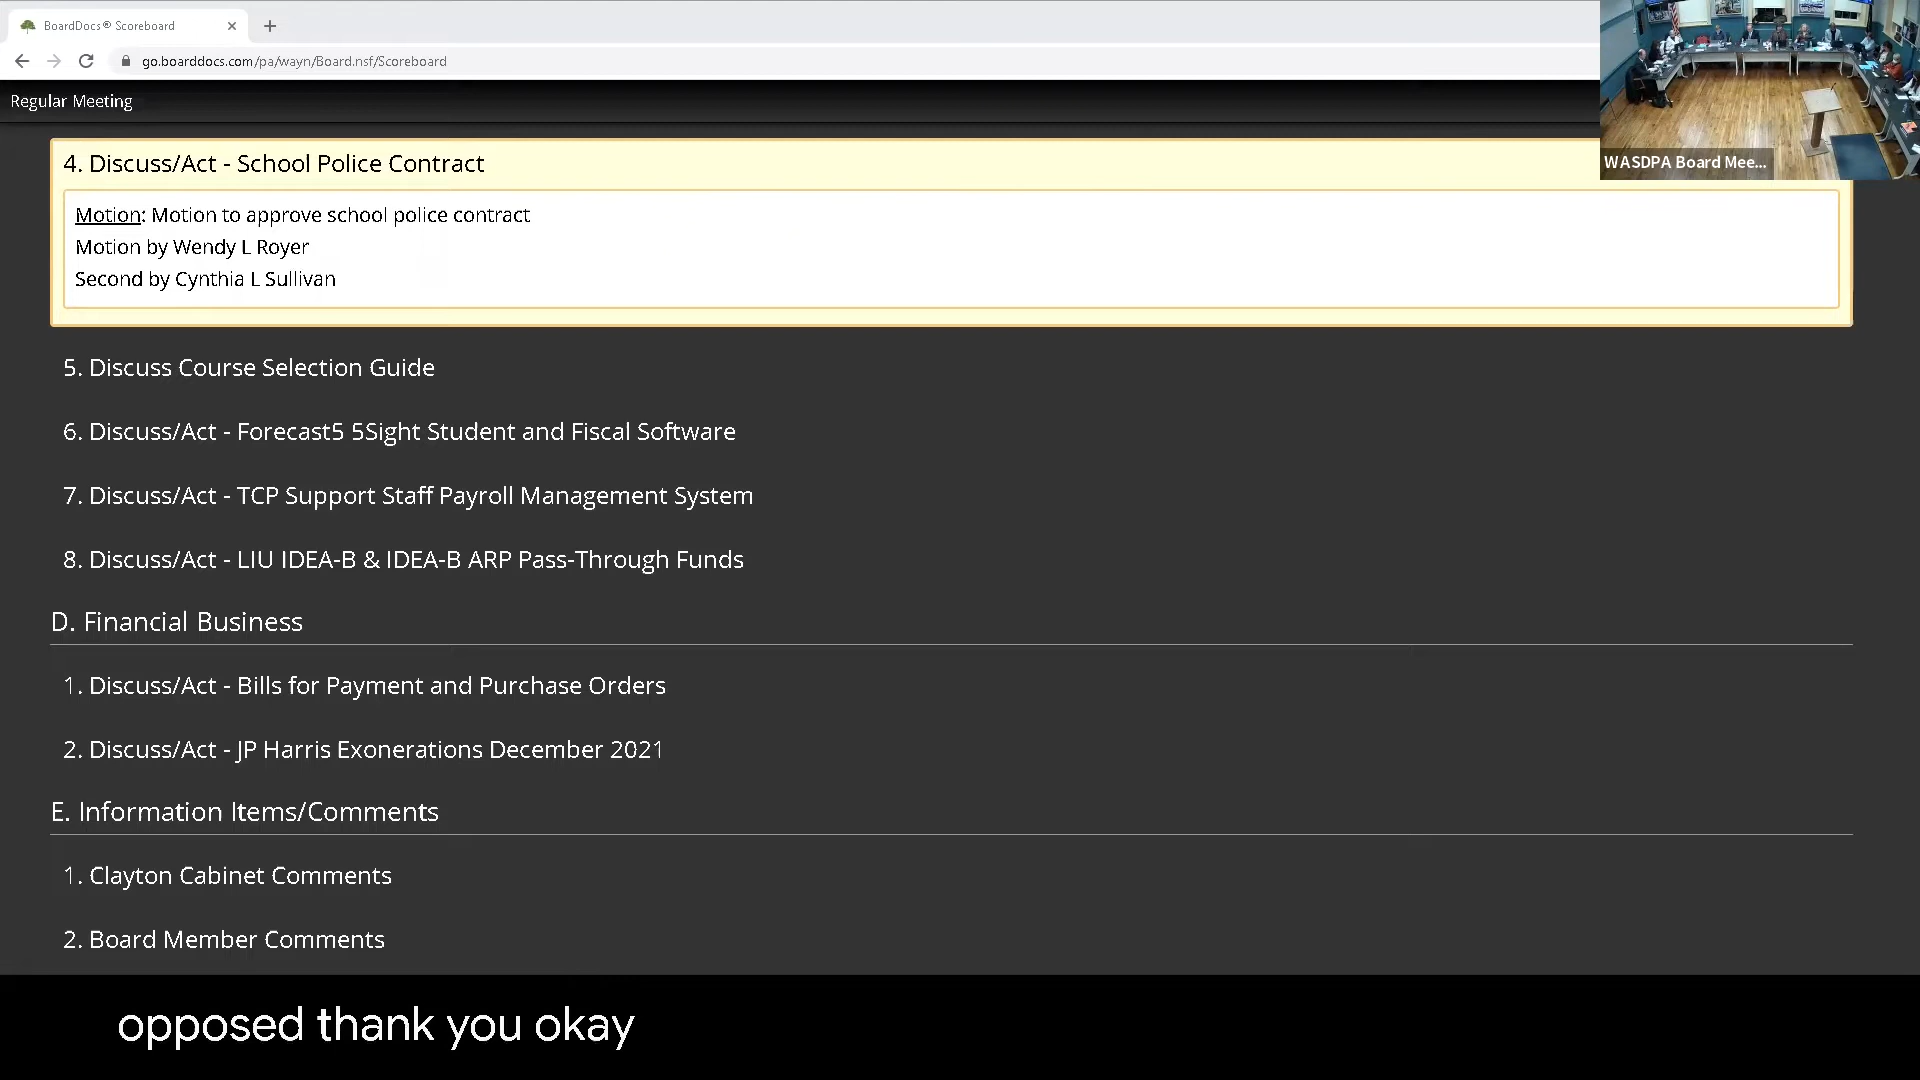 BoardDocs® Scoreboard
go.boarddocs.com/pa/wayn/Board.nsf/Scoreboard
Regular Meeting
WASDPA Board Mee...
4. Discuss/Act - School Police Contract
Motion: Motion to approve school police contract
Motion by Wendy L Royer
Second by Cynthia L Sullivan
5. Discuss Course Selection Guide
6. Discuss/Act - Forecast5 5Sight Student and Fiscal Software
7. Discuss/Act - TCP Support Staff Payroll Management System
8. Discuss/Act - LIU IDEA-B & IDEA-B ARP Pass-Through Funds
D. Financial Business
1. Discuss/Act - Bills for Payment and Purchase Orders
2. Discuss/Act - JP Harris Exonerations December 2021
E. Information Items/Comments
1. Clayton Cabinet Comments
2. Board Member Comments
opposed thank you okay